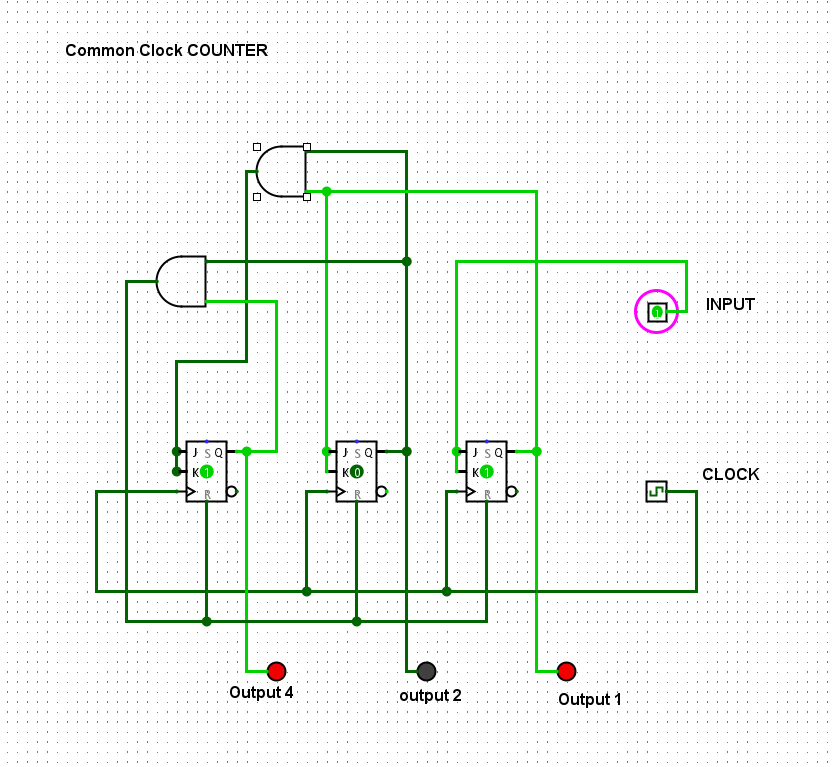 Common Clock COUNTER
1
INPUT
J S Q
K 1
R
J S Q
K 0
R
J S Q
K 1
R
CLOCK
Output 4
output 2
Output 1